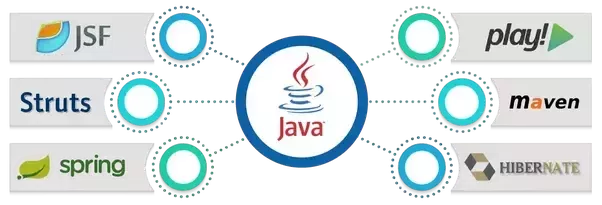 JSF
Struts
spring
Java
play!
maven
HIBERNATE